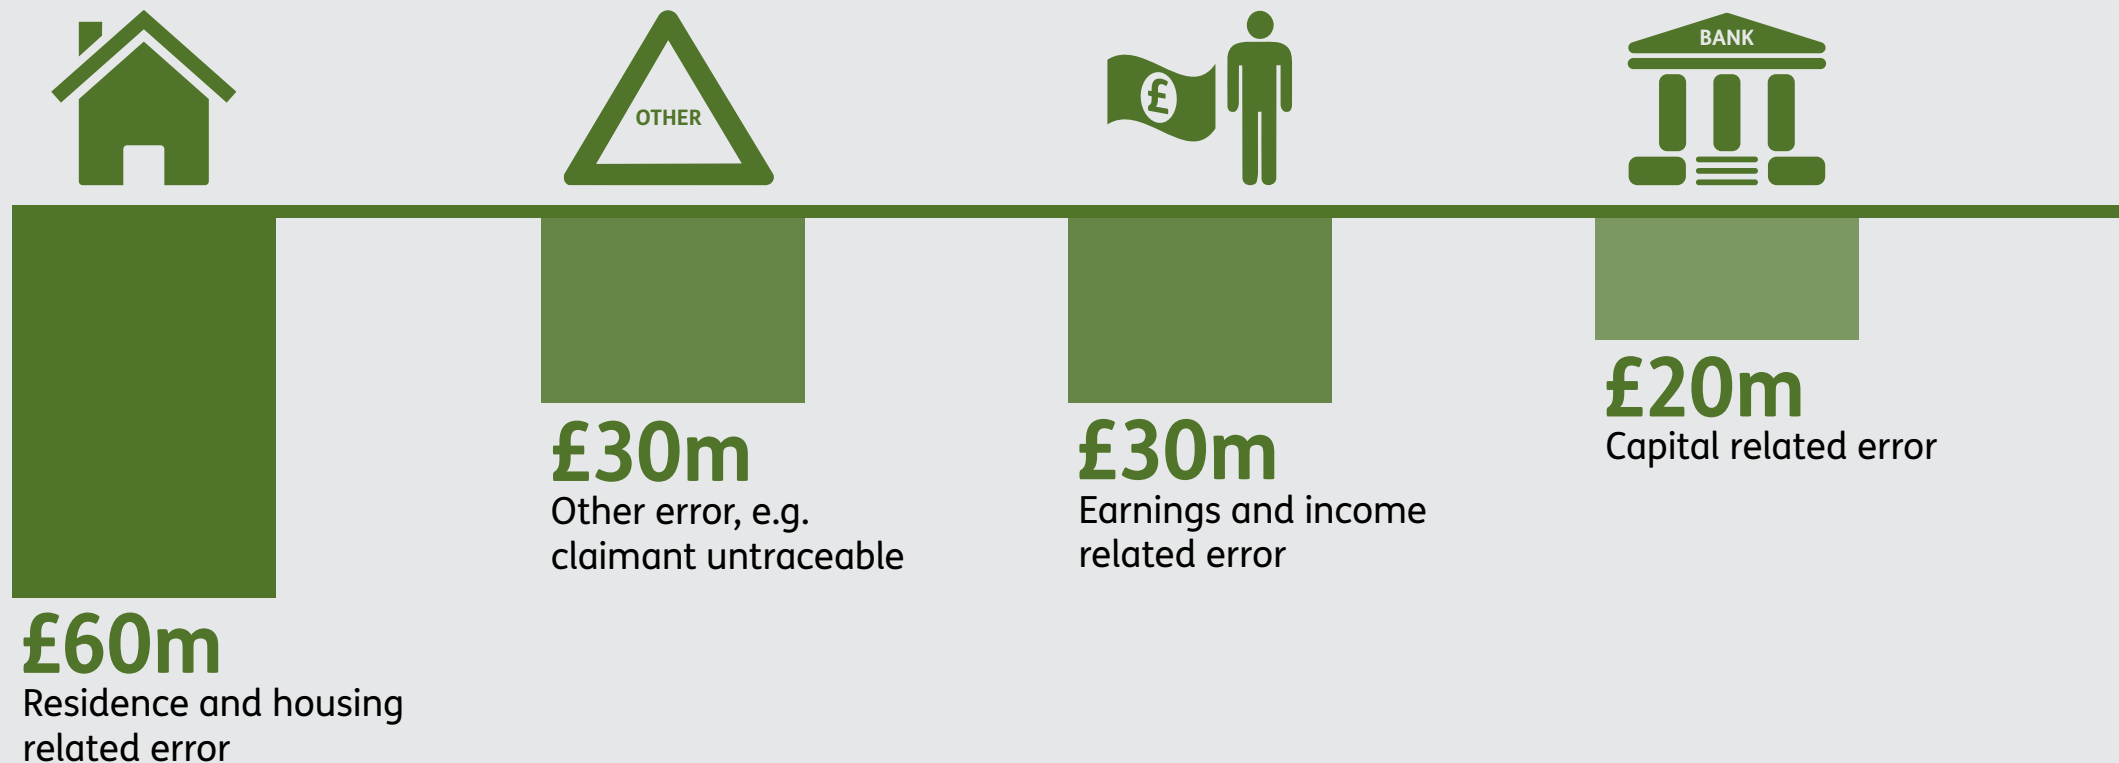 OTHER
£
BANK
£60m
Residence and housing
related error
£30m
Other error, e.g.
claimant untraceable
£30m
Earnings and income
related error
£20m
Capital related error